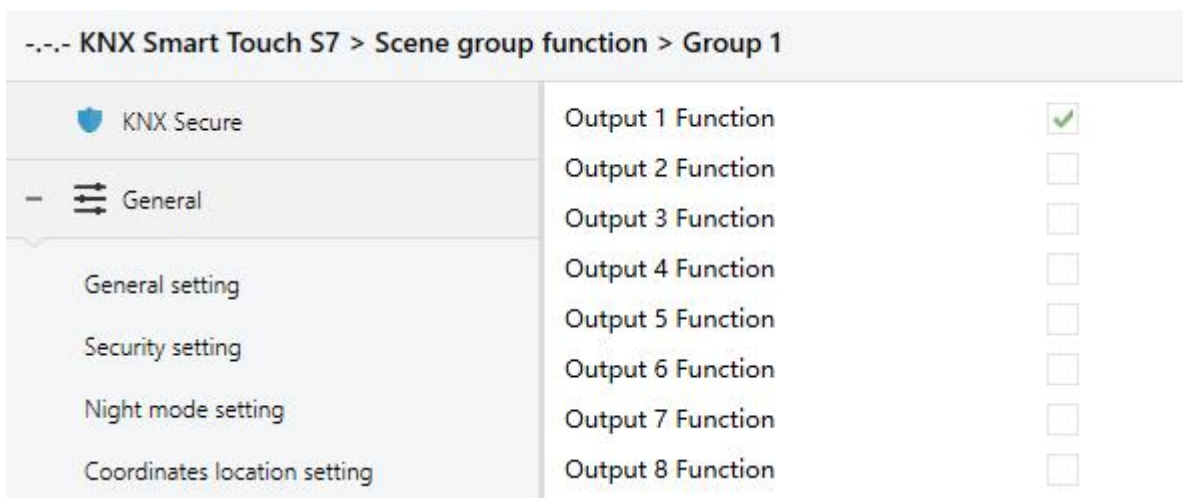 -.-.- KNX Smart Touch S7 > Scene group function > Group 1
KNX Secure
General
General setting
Security setting
Night mode setting
Coordinates location setting
Output 1 Function
Output 2 Function
Output 3 Function
Output 4 Function
Output 5 Function
Output 6 Function
Output 7 Function
Output 8 Function